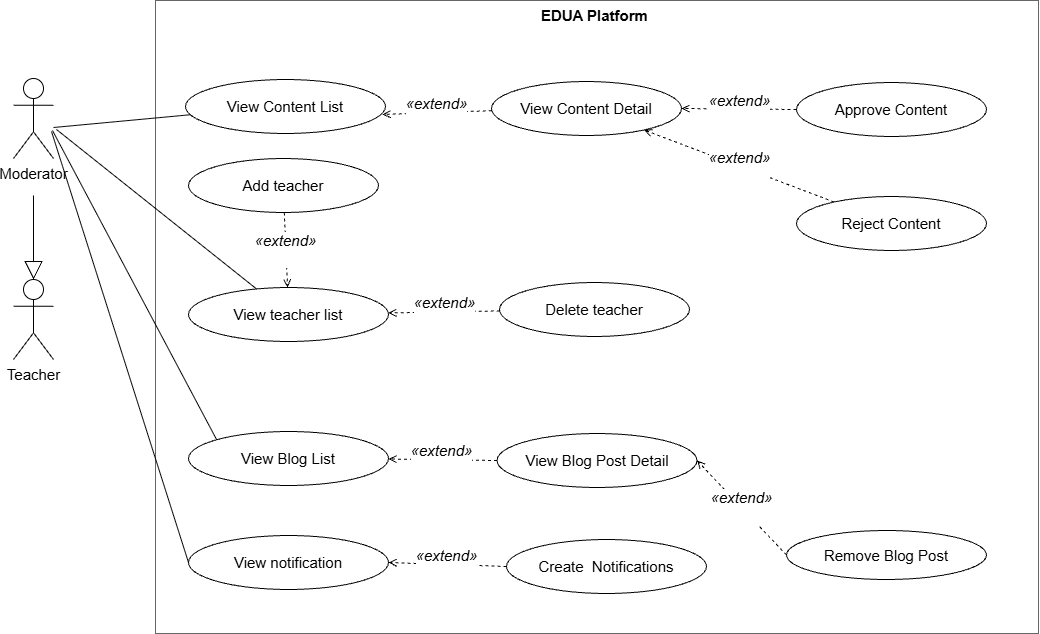 EDUA Platform
View Content List
«extend»
View Content Detail
«extend»
Approve Content
«extend»
Moderator
Add teacher
Reject Content
«extend»
View teacher list
«extend»
Delete teacher
Teacher
View Blog List
«extend»
View Blog Post Detail
«extend»
View notification
«extend»
Create  Notifications
Remove Blog Post